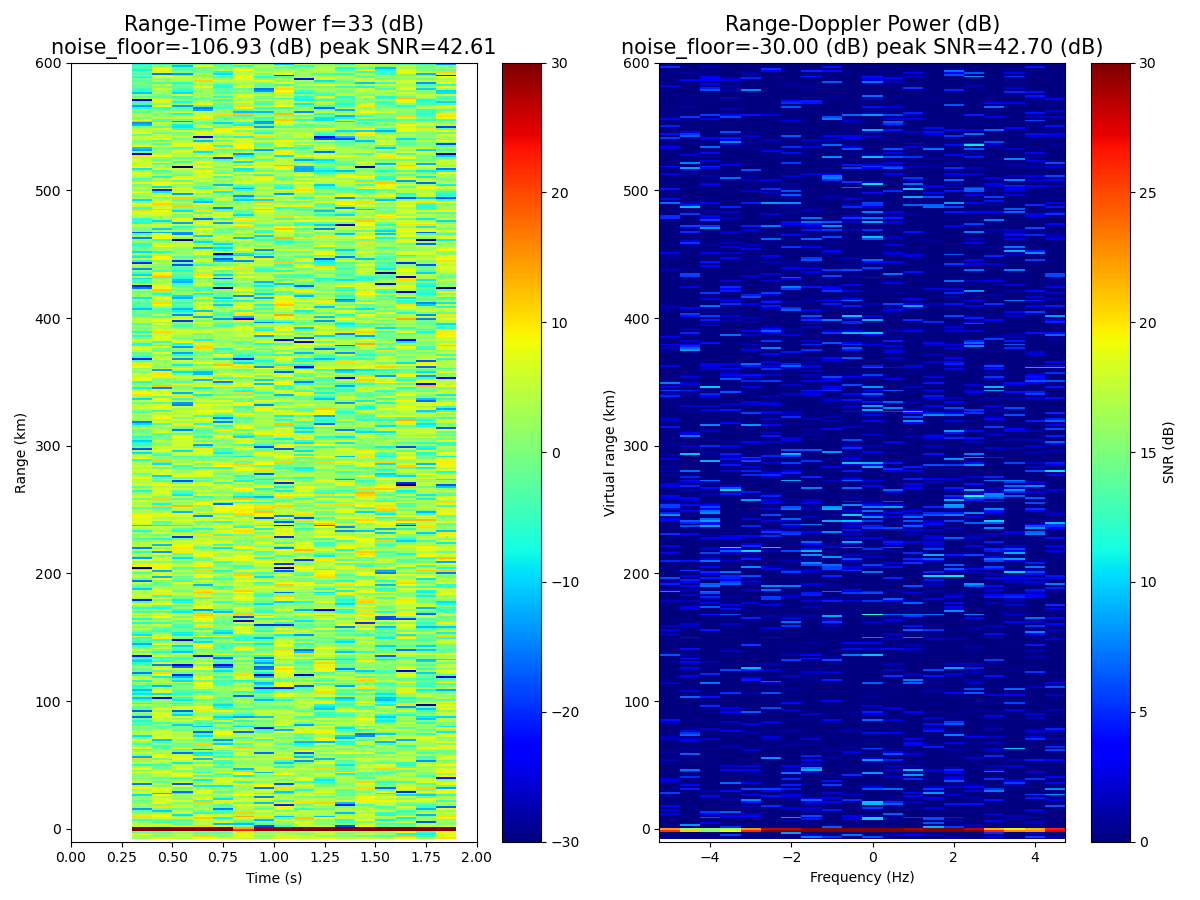 Range-Time Power f=33 (dB)
noise_floor=-106.93 (dB) peak SNR=42.61
600
500
400
300
200
100
0
Range (km)
0.00 0.25 0.50 0.75 1.00 1.25 1.50 1.75 2.00
Time (s)
30
20
10
0
−10
−20
−30
Range-Doppler Power (dB)
noise_floor=-30.00 (dB) peak SNR=42.70 (dB)
600
500
400
300
200
100
0
Virtual range (km)
−4 −2 0 2 4
Frequency (Hz)
30
25
20
15
10
5
0
SNR (dB)